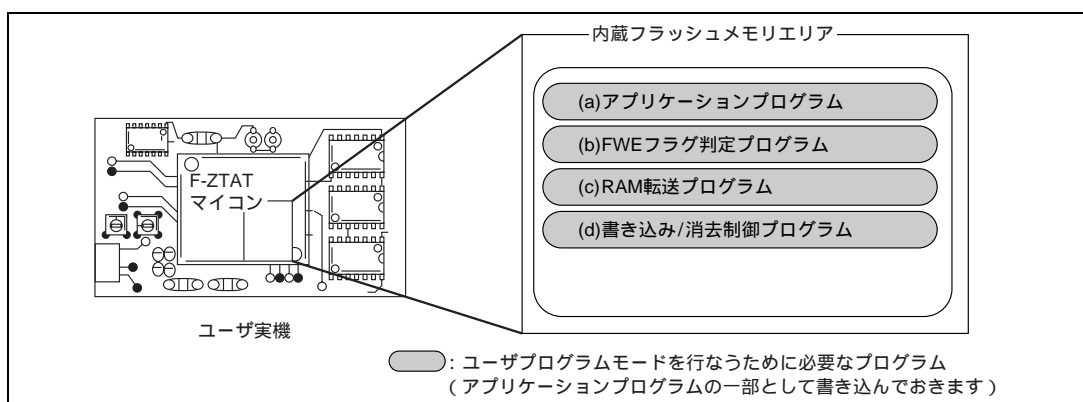 内蔵フラッシュメモリエリア
(a)アプリケーションプログラム
(b)FWEフラグ判定プログラム
(c)RAM転送プログラム
(d)書き込み/消去制御プログラム
F-ZTAT
マイコン
ユーザ実機
：ユーザプログラムモードを行なうために必要なプログラム
（アプリケーションプログラムの一部として書き込んでおきます）